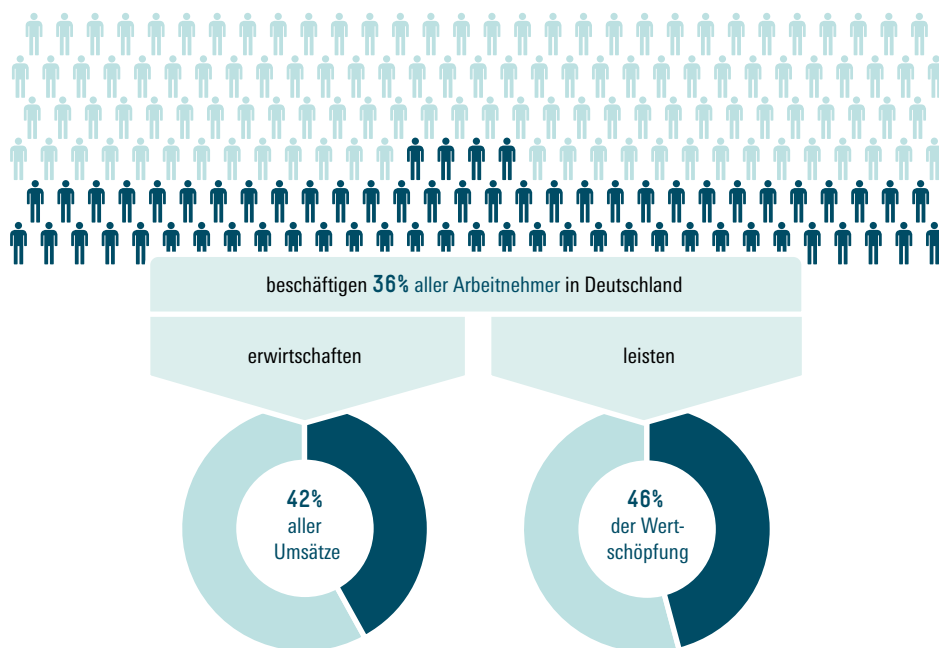 beschäftigen 36% aller Arbeitnehmer in Deutschland
erwirtschaften
leisten
42%
aller
Umsätze
46%
der Wert-
schöpfung